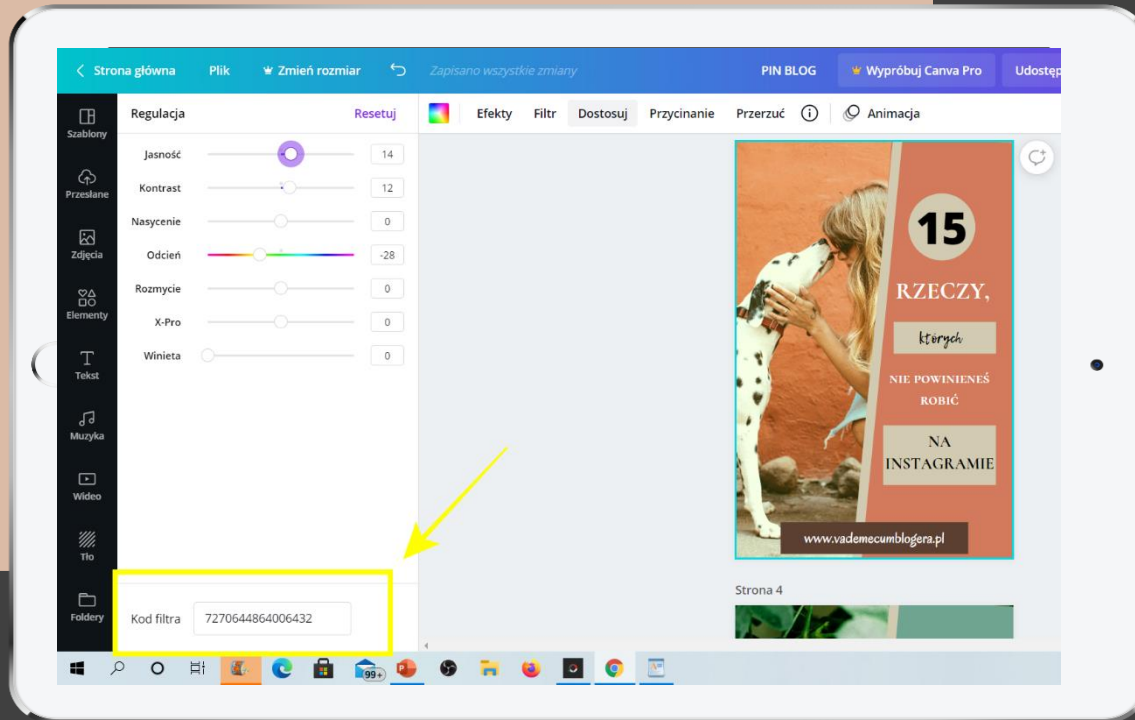 Strona główna Plik Zmień rozmiar Zapisano wszystkie zmiany PIN BLOG Wypróbuj Canva Pro Udostęp
Szablony
Przesłane
Zdjęcia
Elementy
Tekst
Muzyka
Wideo
Tło
Foldery
Regulacja Resetuj
Jasność 14
Kontrast 12
Nasycenie 0
Odcień -28
Rozmycie 0
X-Pro 0
Winieta 0
Kod filtra 7270644864006432
Efekty Filtr Dostosuj Przycinanie Przerzuć Animacja
15
RZECZY,
których
NIE POWINIENEŚ
ROBIĆ
NA
INSTAGRAMIE
www.vademecumblogera.pl
Strona 4
99+